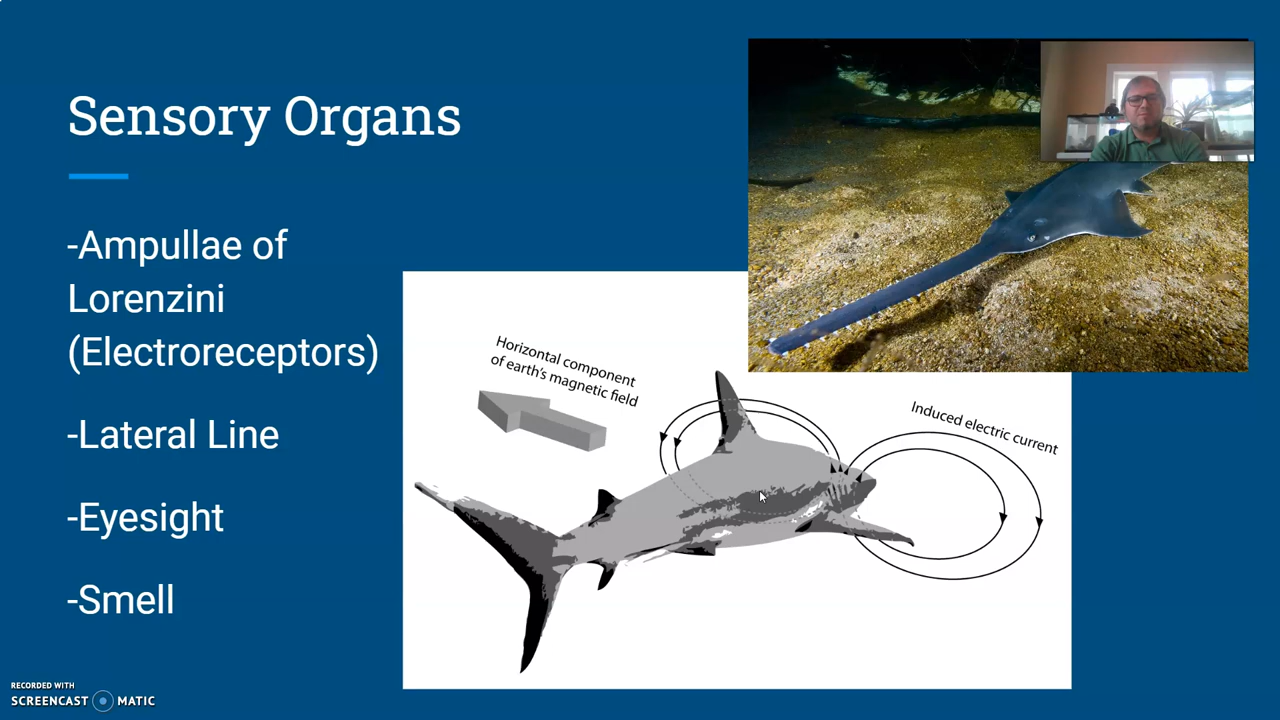 Sensory Organs
-Ampullae of
Lorenzini
(Electroreceptors)
-Lateral Line
-Eyesight
-Smell
Horizontal component
of earth's magnetic field
Induced electric current
RECORDED WITH
SCREENCAST MATIC